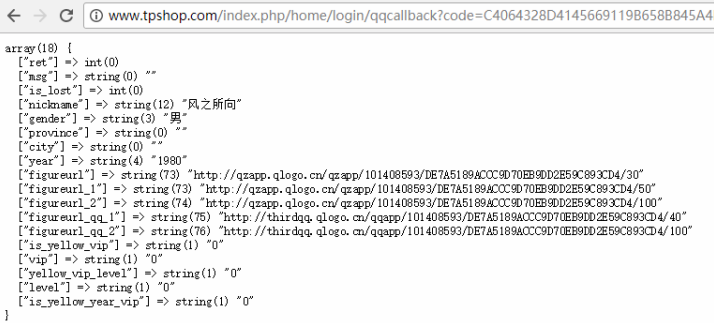 www.tpshop.com/index.php/home/login/qqcallback?code=C4064328D4145669119B658B845A4
array(18) {
["ret"] => int(0)
["msg"] => string(0) ""
["is_lost"] => int(0)
["nickname"] => string(12) "风之所向"
["gender"] => string(3) "男"
["province"] => string(0) ""
["city"] => string(0) ""
["year"] => string(4) "1980"
["figureurl"] => string(73) "http://qzapp.qlogo.cn/qzapp/101408593/DE7A5189ACCC9D70EB9DD2E59C893CD4/30"
["figureurl_1"] => string(73) "http://qzapp.qlogo.cn/qzapp/101408593/DE7A5189ACCC9D70EB9DD2E59C893CD4/50"
["figureurl_2"] => string(74) "http://qzapp.qlogo.cn/qzapp/101408593/DE7A5189ACCC9D70EB9DD2E59C893CD4/100"
["figureurl_qq_1"] => string(75) "http://thirdqq.qlogo.cn/qqapp/101408593/DE7A5189ACCC9D70EB9DD2E59C893CD4/40"
["figureurl_qq_2"] => string(76) "http://thirdqq.qlogo.cn/qqapp/101408593/DE7A5189ACCC9D70EB9DD2E59C893CD4/100"
["is_yellow_vip"] => string(1) "0"
["vip"] => string(1) "0"
["yellow_vip_level"] => string(1) "0"
["level"] => string(1) "0"
["is_yellow_year_vip"] => string(1) "0"
}